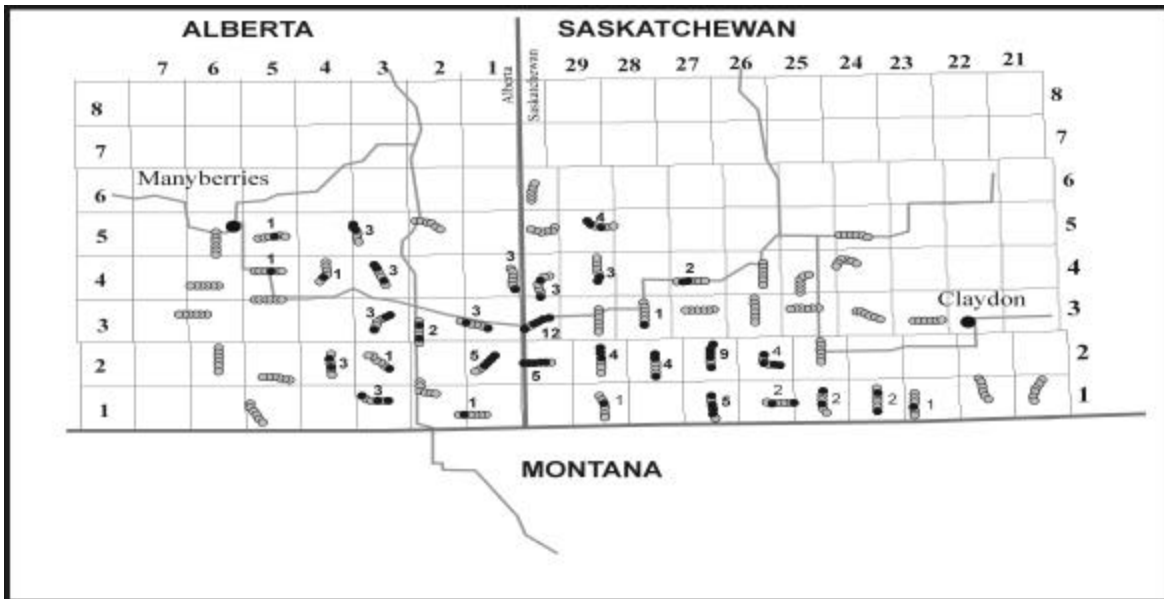 ALBERTA SASKATCHEWAN
7 6 5 4 3 2 1 Alberta Saskatchewan 29 28 27 26 25 24 23 22 21
8 8
7 7
Manyberries
6 6
5 1 3 4 5
1 1 3 3 3 3 2 4
Claydon
3 3 3 2 12 1 3
2 3 1 5 5 4 4 9 4 2
1 3 1 1 5 2 2 2 1 1
MONTANA